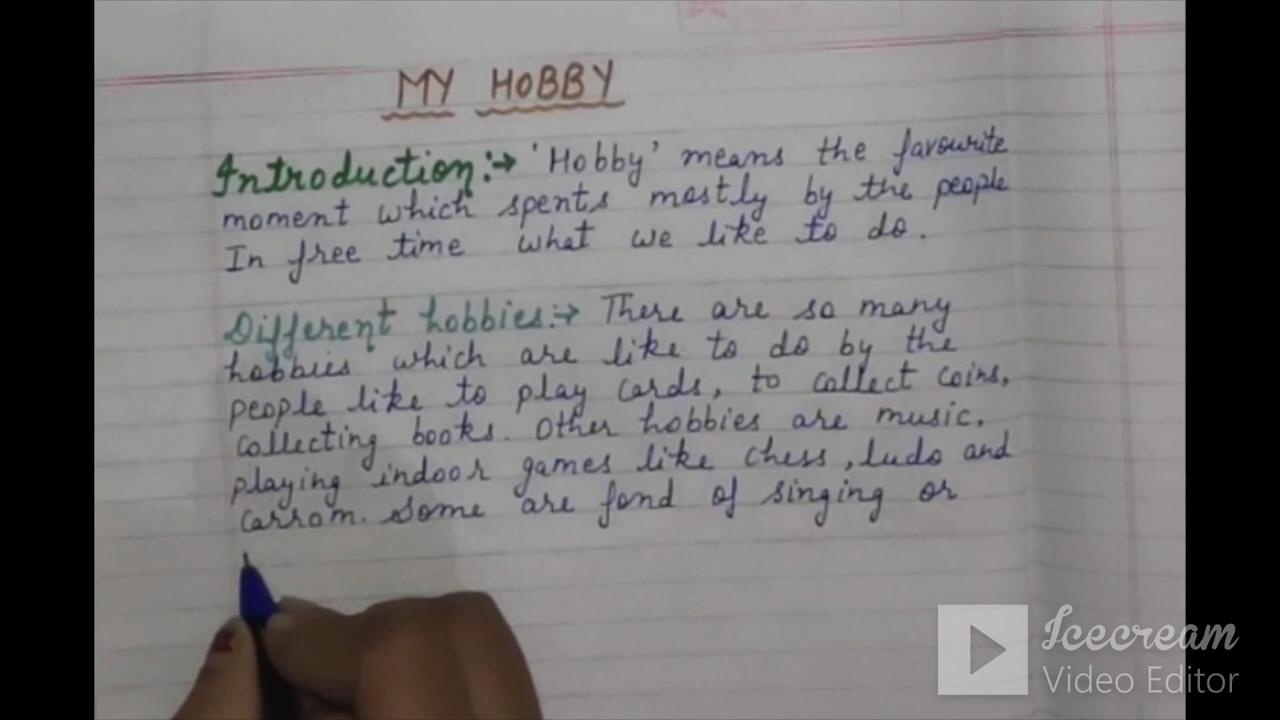 MY HOBBY
Introduction:→ 'Hobby' means the favourite
moment which spents mostly by the people
In free time what we like to do.
Different hobbies:→ There are so many
hobbies which are like to do by the
people like to play cards, to collect coins,
collecting books. Other hobbies are music,
playing indoor games like chess, ludo and
carrom. Some are fond of singing or
Icecream
Video Editor